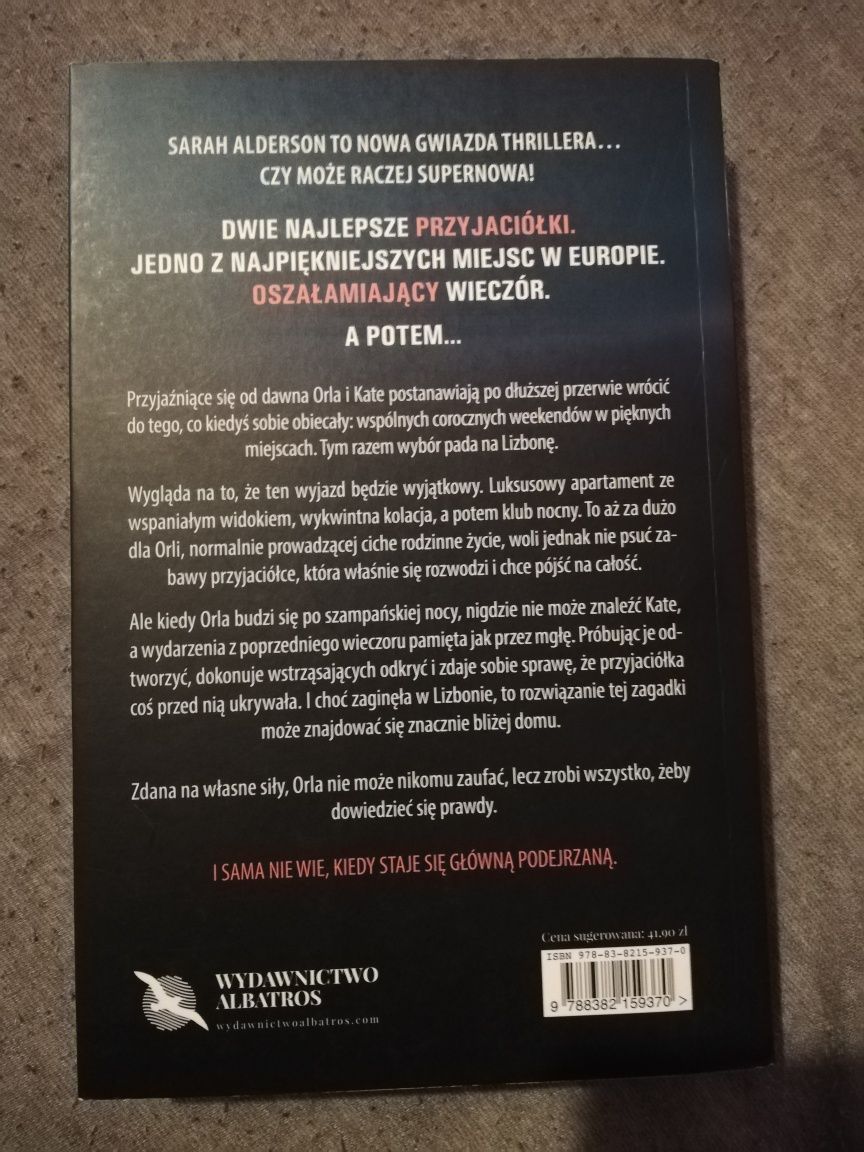 SARAH ALDERSON TO NOWA GWIAZDA THRILLERA...
CZY MOŻE RACZEJ SUPERNOWA!
DWIE NAJLEPSZE PRZYJACIÓŁKI.
JEDNO Z NAJPIĘKNIEJSZYCH MIEJSC W EUROPIE.
OSZAŁAMIAJĄCY WIECZÓR.
A POTEM...
Przyjaźniące się od dawna Orla i Kate postanawiają po dłuższej przerwie wrócić
do tego, co kiedyś sobie obiecały: wspólnych corocznych weekendów w pięknych
miejscach. Tym razem wybór pada na Lizbonę.
Wygląda na to, że ten wyjazd będzie wyjątkowy. Luksusowy apartament ze
wspaniałym widokiem, wykwintna kolacja, a potem klub nocny. To aż za dużo
dla Orli, normalnie prowadzącej ciche rodzinne życie, woli jednak nie psuć za-
bawy przyjaciółce, która właśnie się rozwodzi i chce pójść na całość.
Ale kiedy Orla budzi się po szampańskiej nocy, nigdzie nie może znaleźć Kate,
a wydarzenia z poprzedniego wieczoru pamięta jak przez mgłę. Próbując je od-
tworzyć, dokonuje wstrząsających odkryć i zdaje sobie sprawę, że przyjaciółka
coś przed nią ukrywała. I choć zaginęła w Lizbonie, to rozwiązanie tej zagadki
może znajdować się znacznie bliżej domu.
Zdana na własne siły, Orla nie może nikomu zaufać, lecz zrobi wszystko, żeby
dowiedzieć się prawdy.
I SAMA NIE WIE, KIEDY STAJE SIĘ GŁÓWNĄ PODEJRZANĄ.
Cena sugerowana: 41.90 zł
ISBN 978-83-8215-937-0
9 788382 159370 >
WYDAWNICTWO
ALBATROS
wydawnictwoalbatros.com